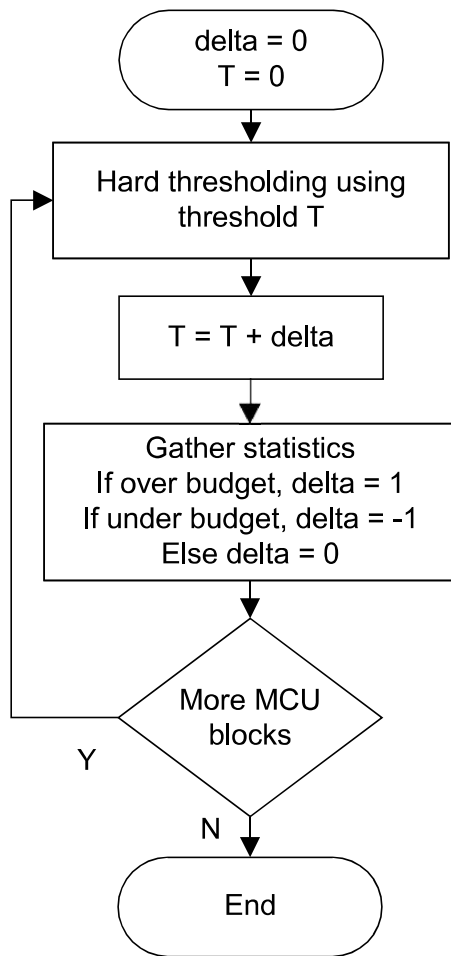 delta = 0
T = 0
Hard thresholding using
threshold T
T = T + delta
Gather statistics
If over budget, delta = 1
If under budget, delta = -1
Else delta = 0
More MCU
blocks
Y
N
End